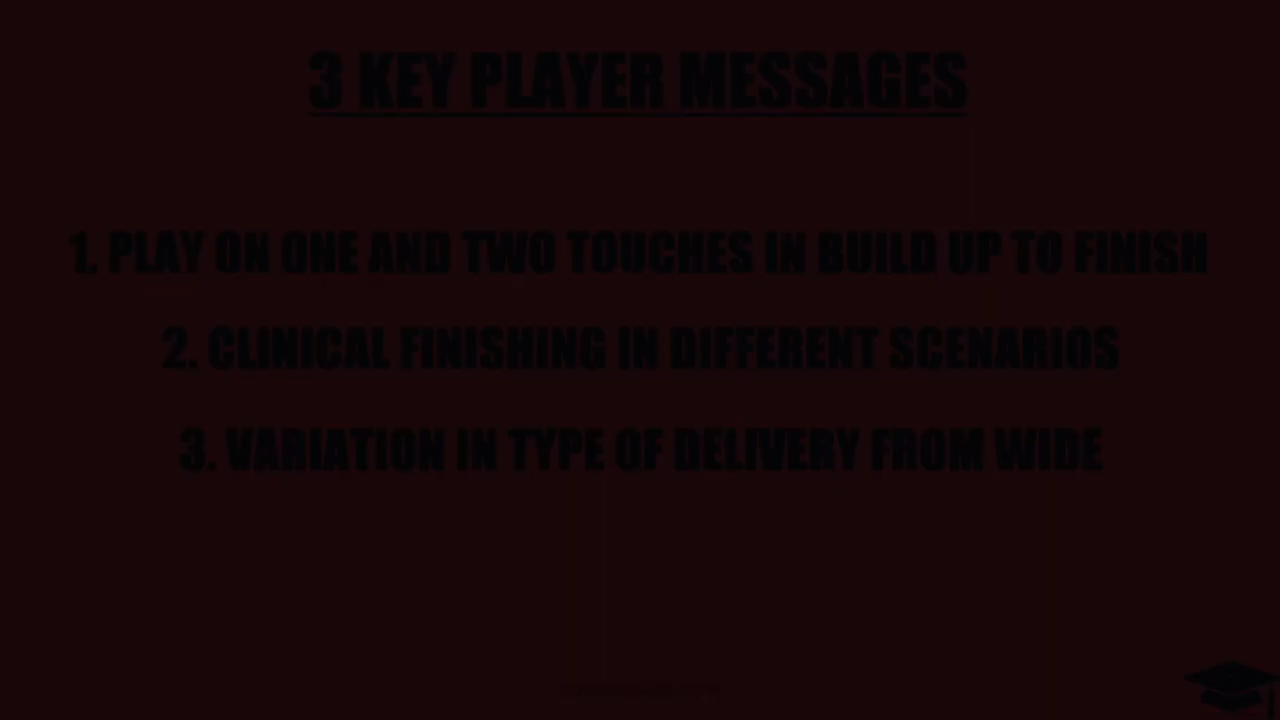 3 KEY PLAYER MESSAGES
1. PLAY ON ONE AND TWO TOUCHES IN BUILD UP TO FINISH
2. CLINICAL FINISHING IN DIFFERENT SCENARIOS
3. VARIATION IN TYPE OF DELIVERY FROM WIDE